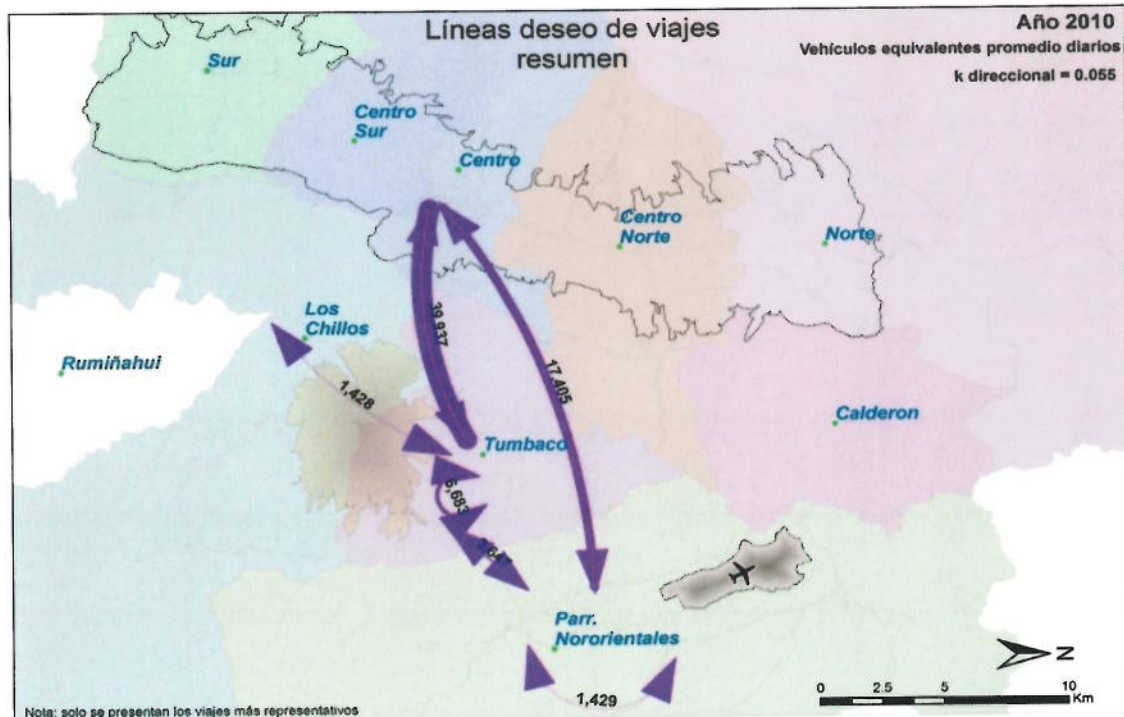 Líneas deseo de viajes
resumen
Año 2010
Vehículos equivalentes promedio diarios
k direccional = 0.055
Sur
Centro
Sur
Centro
Centro
Norte
Norte
Los
Chillos
Rumiñahui
39,937
17,405
1,428
Tumbaco
Calderon
6,683
Parr.
Nororientales
1,429
N
0 2.5 5 10
Km
Nota: solo se presentan los viajes más representativos